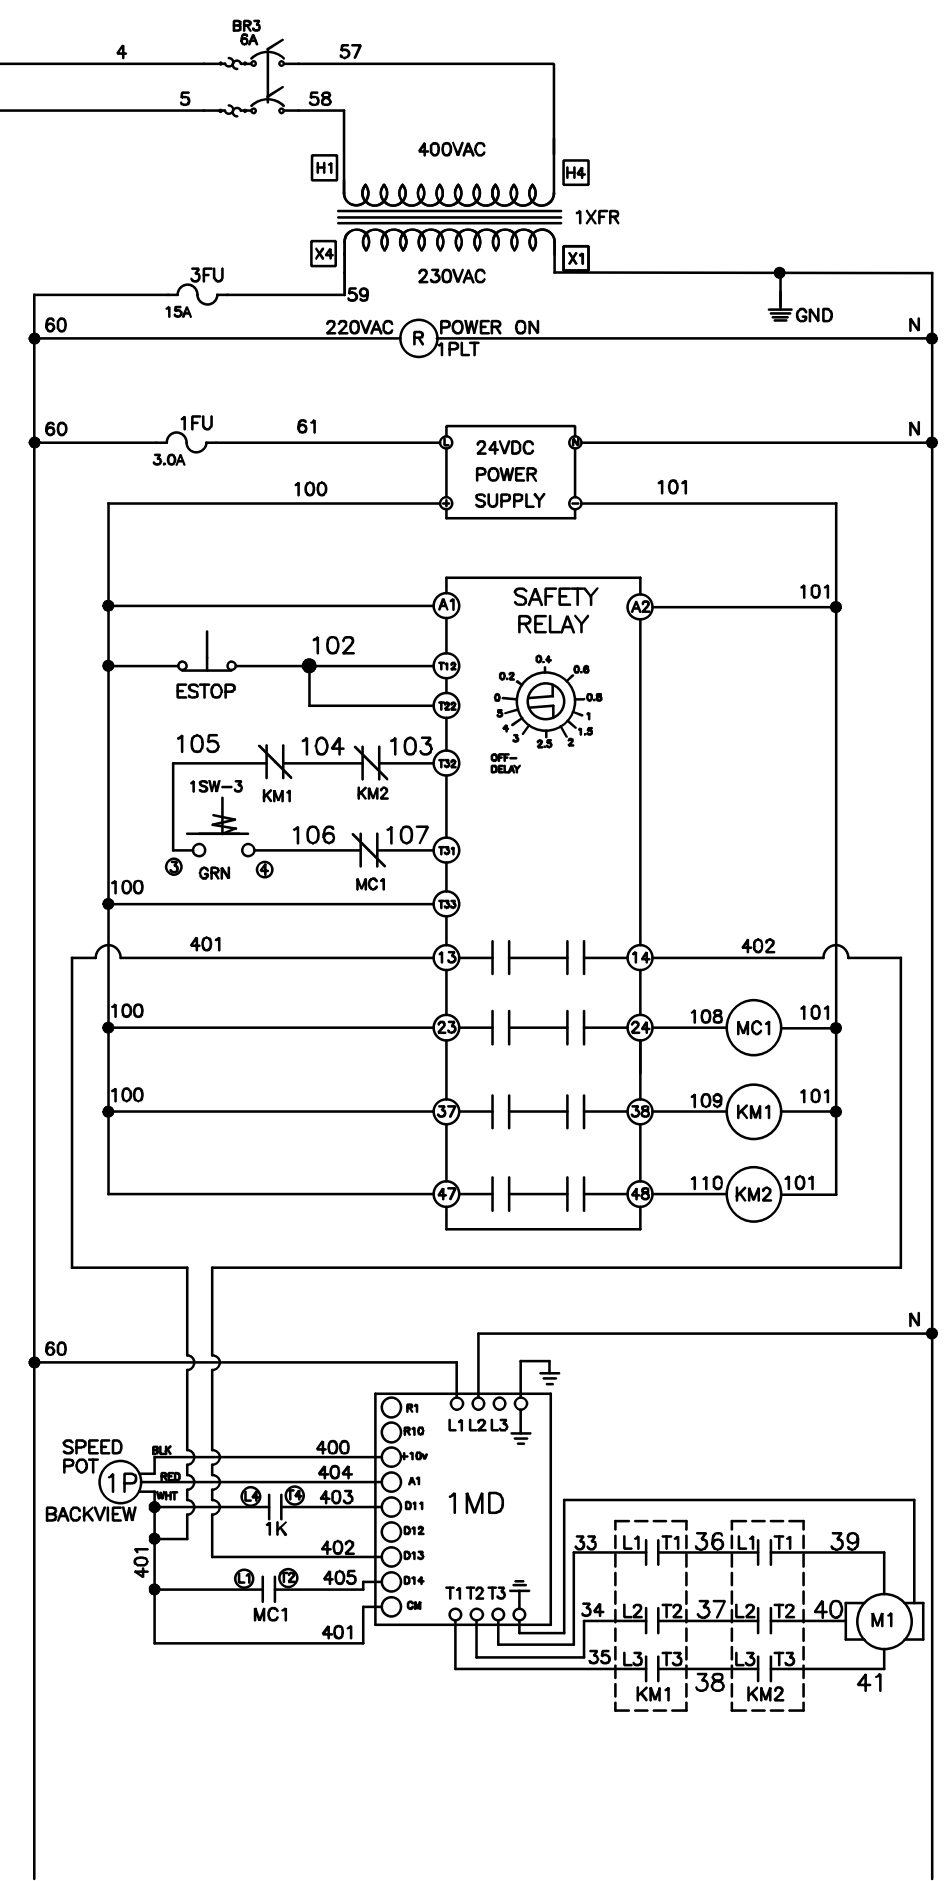 BR3
6A
4
57
5
58
400VAC
H1
H4
1XFR
X4
X1
230VAC
3FU
15A
59
GND
60
220VAC
R
POWER ON
1PLT
N
60
1FU
3.0A
61
L
24VDC
POWER
SUPPLY
N
N
100
+
-
101
A1
SAFETY
RELAY
A2
101
102
T12
ESTOP
T22
0.4
0.2
0.6
0
0.8
5
1
4
1.5
3
2.5
2
OFF-
DELAY
105
104
103
T32
KM1
KM2
1SW-3
106
107
T31
3
GRN
4
MC1
100
T33
401
13
14
402
100
23
24
108
MC1
101
100
37
38
109
KM1
101
47
48
110
KM2
101
N
60
R1
L1 L2 L3
R10
SPEED
POT
BLK
400
+10v
1P
RED
404
A1
WHT
BACKVIEW
L4
T4
403
D11
1MD
1K
D12
401
402
D13
L1
T2
405
D14
MC1
T1 T2 T3
401
CM
33
L1
T1
36
L1
T1
39
34
L2
T2
37
L2
T2
40
M1
35
L3
T3
38
L3
T3
41
KM1
KM2